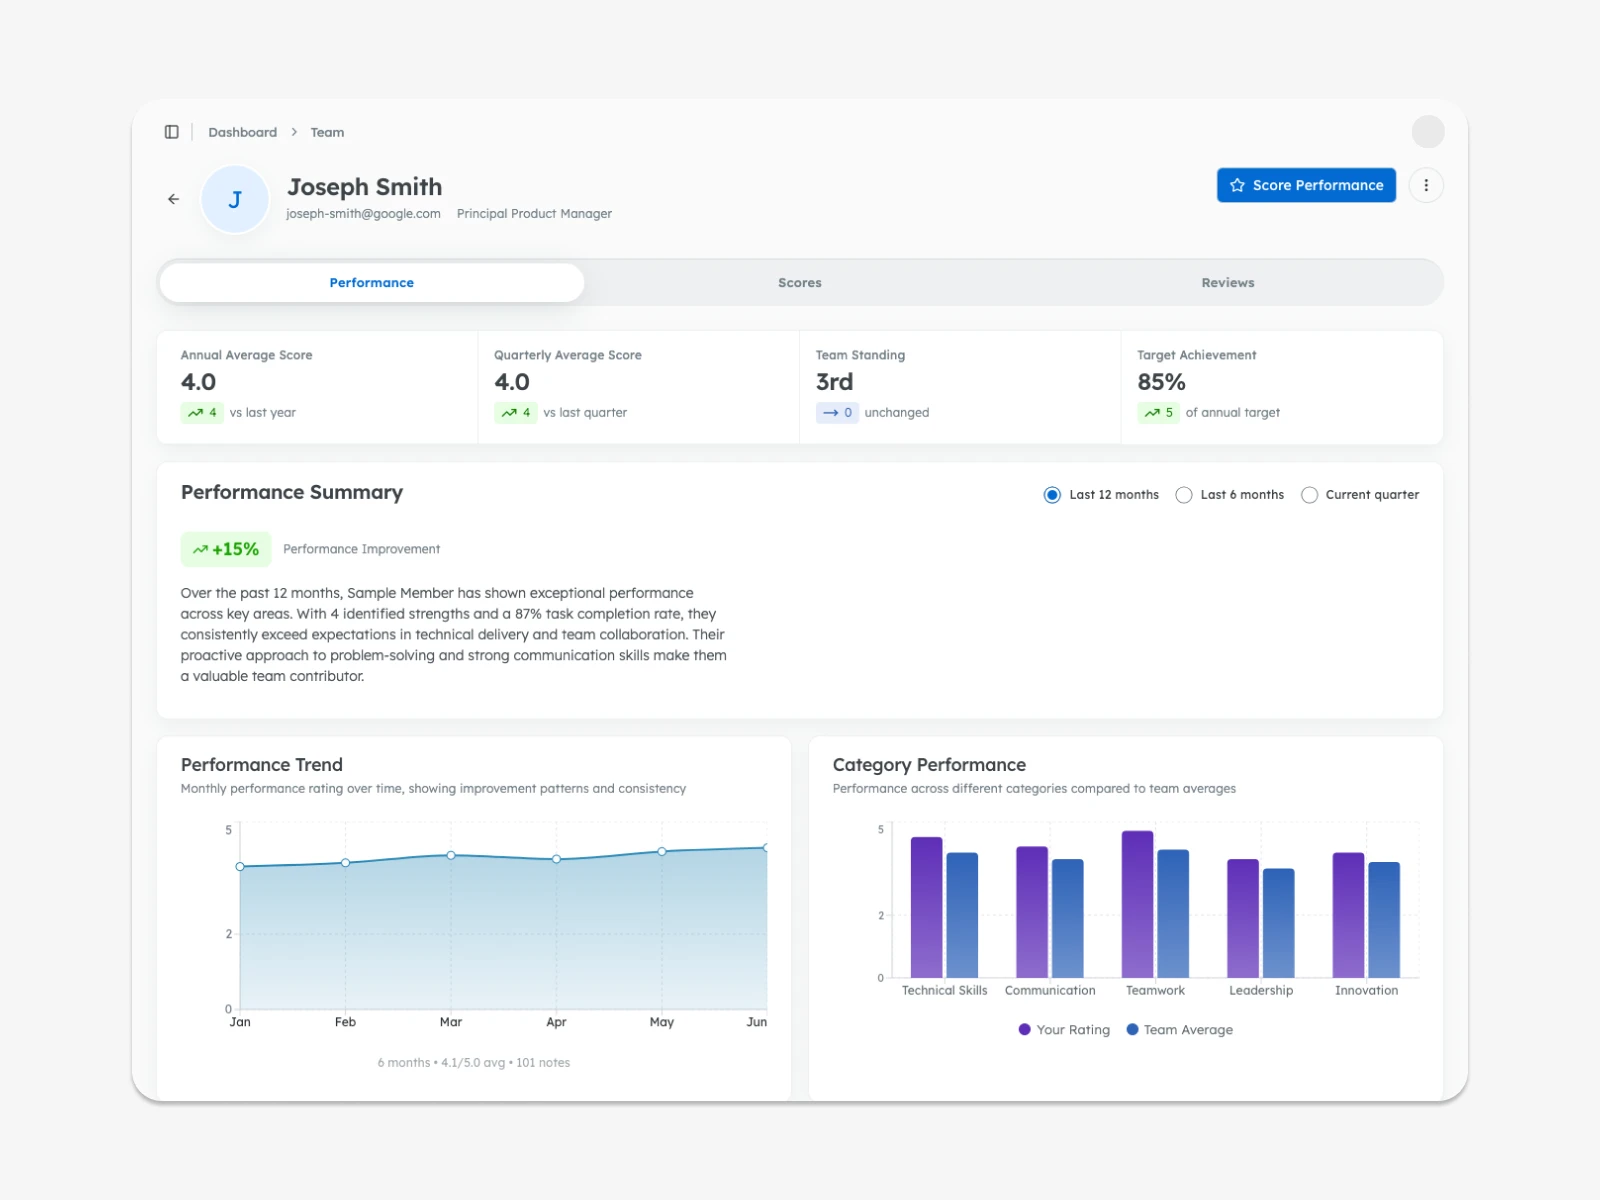 Dashboard > Team
J
Joseph Smith
joseph-smith@google.com Principal Product Manager
Score Performance
Performance Scores Reviews
Annual Average Score
4.0
4 vs last year
Quarterly Average Score
4.0
4 vs last quarter
Team Standing
3rd
0 unchanged
Target Achievement
85%
5 of annual target
Performance Summary
Last 12 months Last 6 months Current quarter
+15% Performance Improvement
Over the past 12 months, Sample Member has shown exceptional performance
across key areas. With 4 identified strengths and a 87% task completion rate, they
consistently exceed expectations in technical delivery and team collaboration. Their
proactive approach to problem-solving and strong communication skills make them
a valuable team contributor.
Performance Trend
Monthly performance rating over time, showing improvement patterns and consistency
5
2
0
Jan Feb Mar Apr May Jun
6 months • 4.1/5.0 avg • 101 notes
Category Performance
Performance across different categories compared to team averages
5
2
0
Technical Skills Communication Teamwork Leadership Innovation
Your Rating Team Average